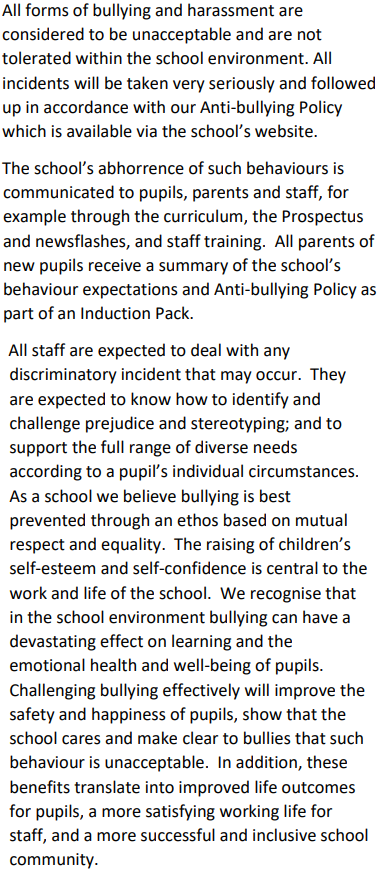 All forms of bullying and harassment are
considered to be unacceptable and are not
tolerated within the school environment. All
incidents will be taken very seriously and followed
up in accordance with our Anti-bullying Policy
which is available via the school’s website.
The school’s abhorrence of such behaviours is
communicated to pupils, parents and staff, for
example through the curriculum, the Prospectus
and newsflashes, and staff training.  All parents of
new pupils receive a summary of the school’s
behaviour expectations and Anti-bullying Policy as
part of an Induction Pack.
All staff are expected to deal with any
discriminatory incident that may occur.  They
are expected to know how to identify and
challenge prejudice and stereotyping; and to
support the full range of diverse needs
according to a pupil’s individual circumstances.
As a school we believe bullying is best
prevented through an ethos based on mutual
respect and equality.  The raising of children’s
self-esteem and self-confidence is central to the
work and life of the school.  We recognise that
in the school environment bullying can have a
devastating effect on learning and the
emotional health and well-being of pupils.
Challenging bullying effectively will improve the
safety and happiness of pupils, show that the
school cares and make clear to bullies that such
behaviour is unacceptable.  In addition, these
benefits translate into improved life outcomes
for pupils, a more satisfying working life for
staff, and a more successful and inclusive school
community.